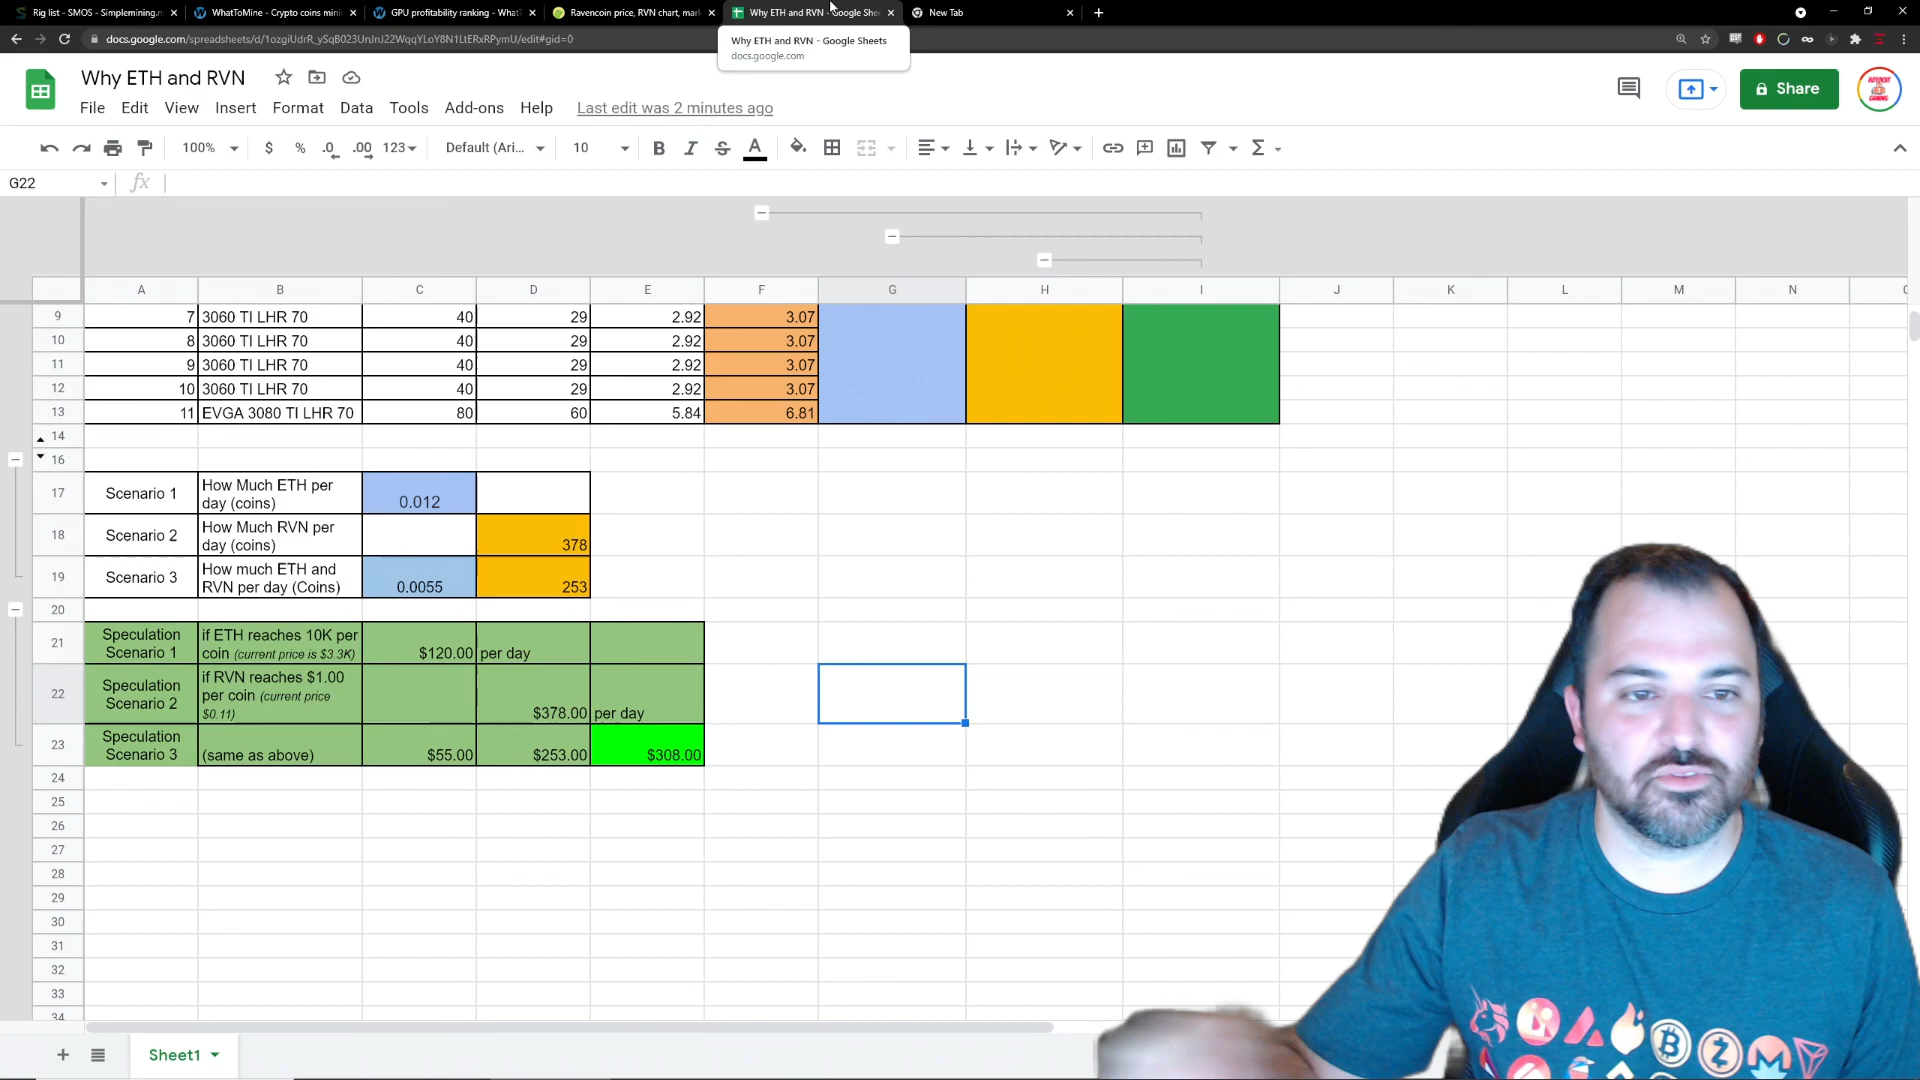 Rig list - SMOS - Simplemining.n
WhatToMine - Crypto coins mini
GPU profitability ranking - What
Ravencoin price, RVN chart, mar
Why ETH and RVN - Google She
New Tab
docs.google.com/spreadsheets/d/1ozgiUdrR_ySqB023UnJnJ22WqqYLoY8N1LtERxRPymU/edit#gid=0
Why ETH and RVN - Google Sheets
docs.google.com
Why ETH and RVN
File Edit View Insert Format Data Tools Add-ons Help Last edit was 2 minutes ago
Share
100% $ % .0 .00 123 Default (Ari... 10 B I S A
G22 fx
A B C D E F G H I J K L M N
9 7 3060 TI LHR 70 40 29 2.92 3.07
10 8 3060 TI LHR 70 40 29 2.92 3.07
11 9 3060 TI LHR 70 40 29 2.92 3.07
12 10 3060 TI LHR 70 40 29 2.92 3.07
13 11 EVGA 3080 TI LHR 70 80 60 5.84 6.81
14
16
17 Scenario 1 How Much ETH per
day (coins) 0.012
18 Scenario 2 How Much RVN per
day (coins) 378
19 Scenario 3 How much ETH and
RVN per day (Coins) 0.0055 253
20
21 Speculation
Scenario 1 if ETH reaches 10K per
coin (current price is $3.3K) $120.00 per day
22 Speculation
Scenario 2 if RVN reaches $1.00
per coin (current price
$0.11) $378.00 per day
23 Speculation
Scenario 3 (same as above) $55.00 $253.00 $308.00
24
25
26
27
28
29
30
31
32
33
34
Sheet1